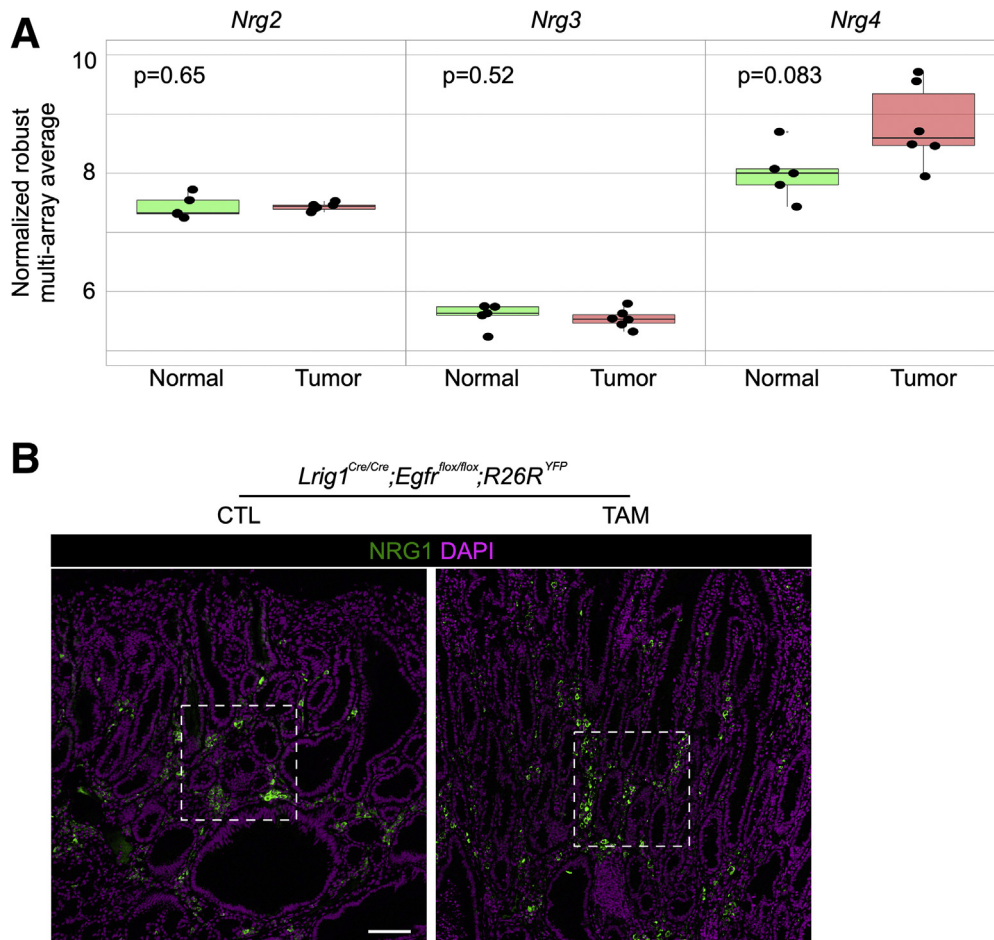 A
Nrg2 Nrg3 Nrg4
p=0.65 p=0.52 p=0.083
Normalized robust
multi-array average
10
8
6
Normal Tumor Normal Tumor Normal Tumor
B
Lrig1Cre/Cre;Egfrflox/flox;R26RYFP
CTL TAM
NRG1 DAPI